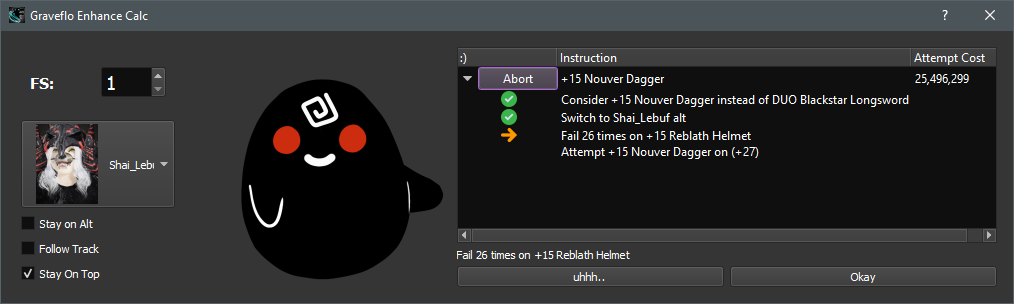 Graveflo Enhance Calc
? ×
FS: 1
Shai_Lebu
Stay on Alt
Follow Track
Stay On Top
:) Instruction Attempt Cost
Abort +15 Nouver Dagger 25,496,299
Consider +15 Nouver Dagger instead of DUO Blackstar Longsword
Switch to Shai_Lebuf alt
Fail 26 times on +15 Reblath Helmet
Attempt +15 Nouver Dagger on (+27)
Fail 26 times on +15 Reblath Helmet
uhhh.. Okay